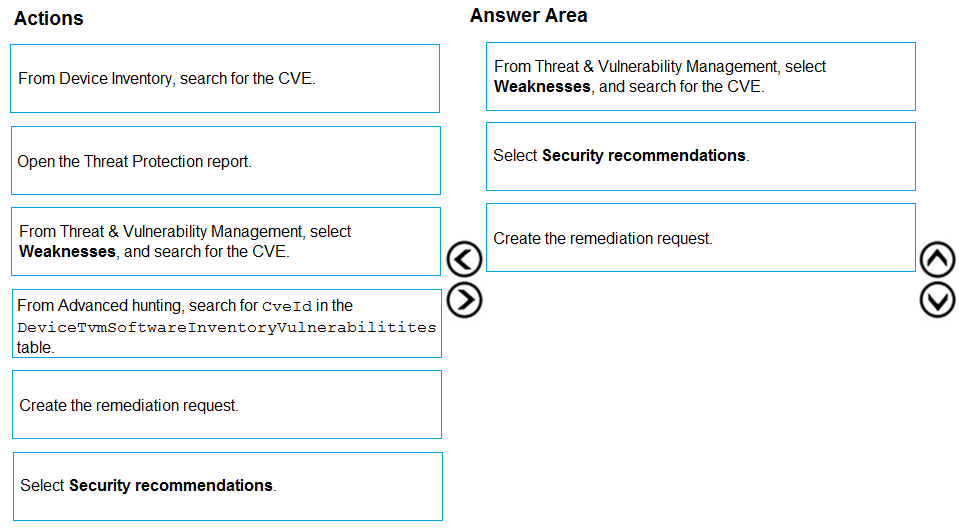 Actions
From Device Inventory, search for the CVE.
Open the Threat Protection report.
From Threat & Vulnerability Management, select
Weaknesses, and search for the CVE.
From Advanced hunting, search for CveId in the
DeviceTvmSoftwareInventoryVulnerabilitites
table.
Create the remediation request.
Select Security recommendations.
Answer Area
From Threat & Vulnerability Management, select
Weaknesses, and search for the CVE.
Select Security recommendations.
Create the remediation request.